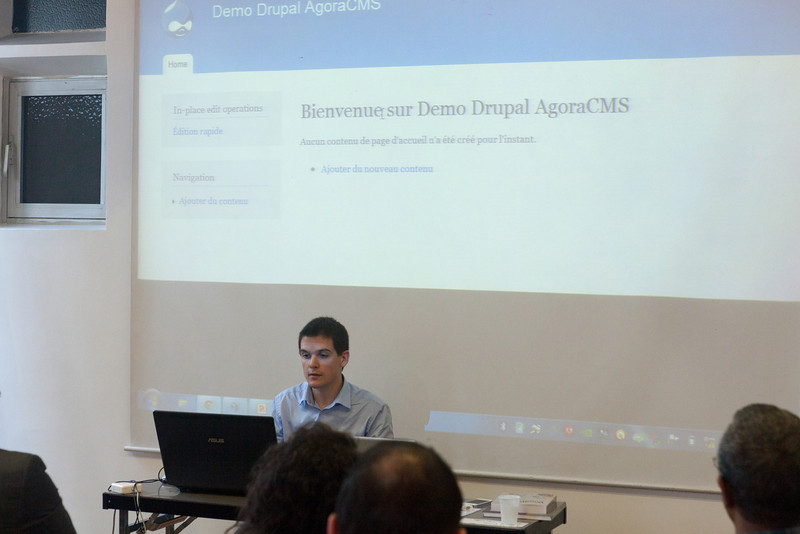 Demo Drupal AgoraCMS
Home
In-place edit operations
Edition rapide
Bienvenue sur Demo Drupal AgoraCMS
Aucun contenu de page d'accueil n'a été créé pour l'instant.
Ajouter du nouveau contenu
Navigation
Ajouter du contenu
ASUS